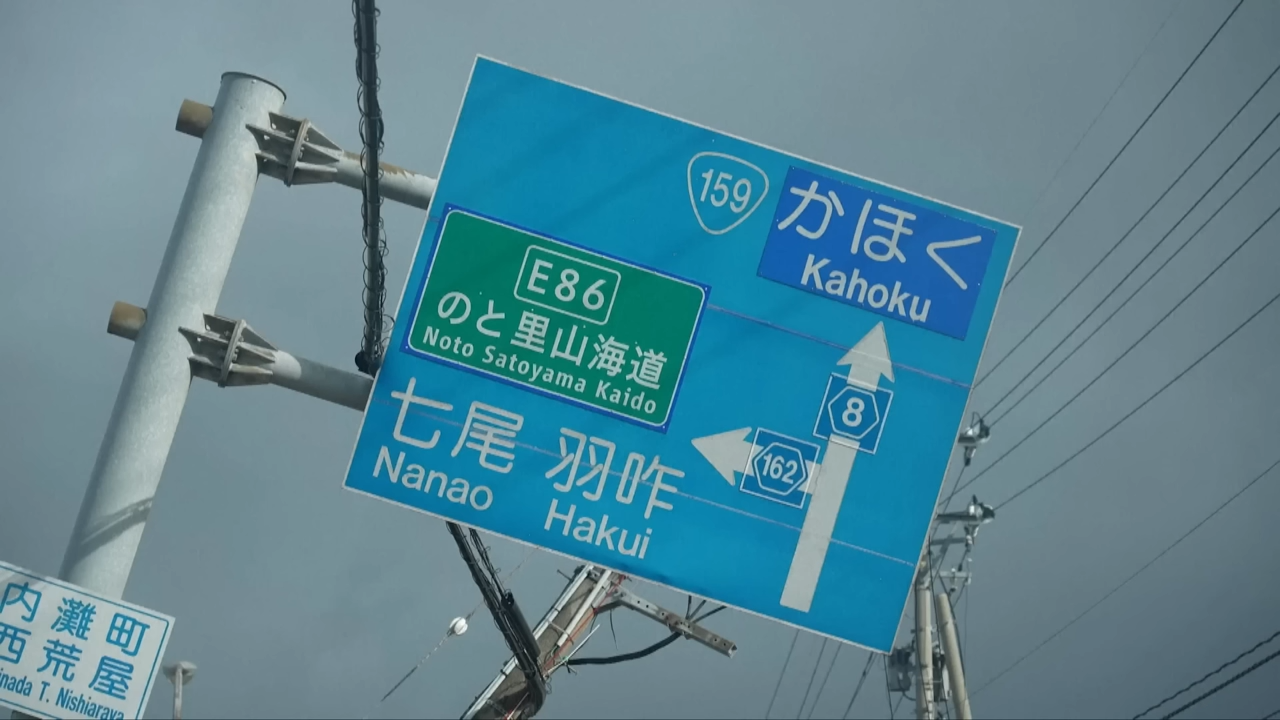 159
かほく
Kahoku
E86
のと里山海道
Noto Satoyama Kaido
8
162
七尾 羽咋
Nanao Hakui
内灘町
西荒屋
inada T. Nishiaraya